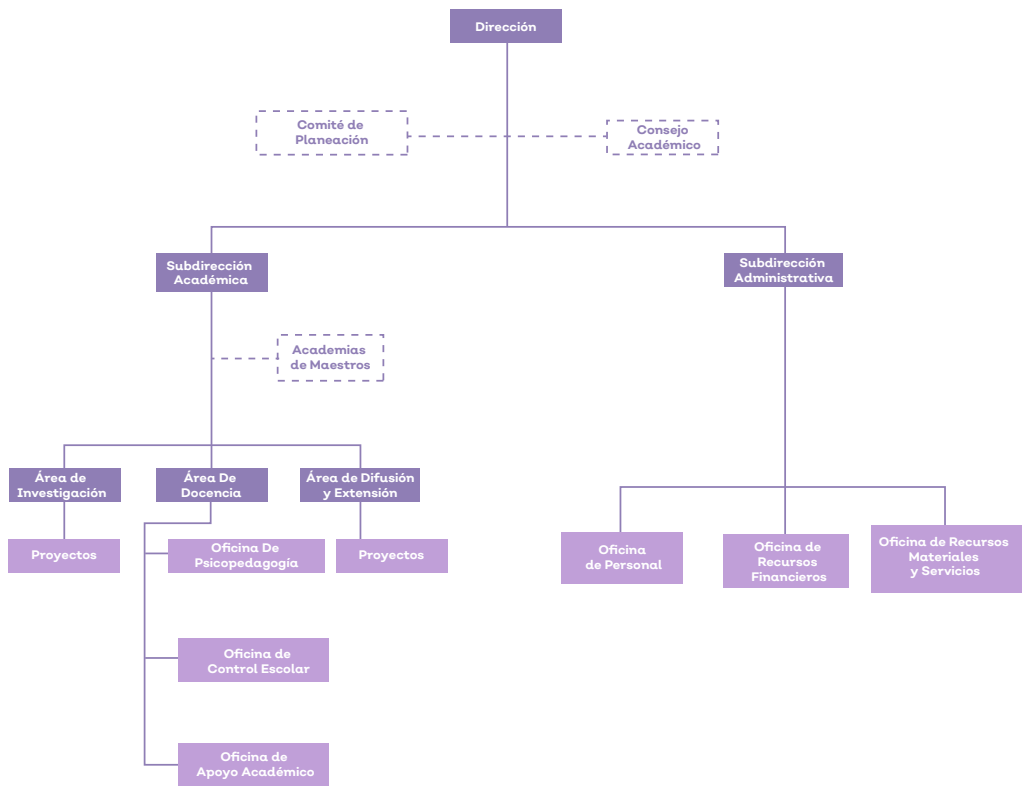 Dirección
Comité de
Planeación
Consejo
Académico
Subdirección
Académica
Subdirección
Administrativa
Academias
de Maestros
Área de
Investigación
Área De
Docencia
Área de Difusión
y Extensión
Proyectos
Oficina De
Psicopedagogía
Proyectos
Oficina
de Personal
Oficina de
Recursos
Financieros
Oficina de Recursos
Materiales
y Servicios
Oficina de
Control Escolar
Oficina de
Apoyo Académico